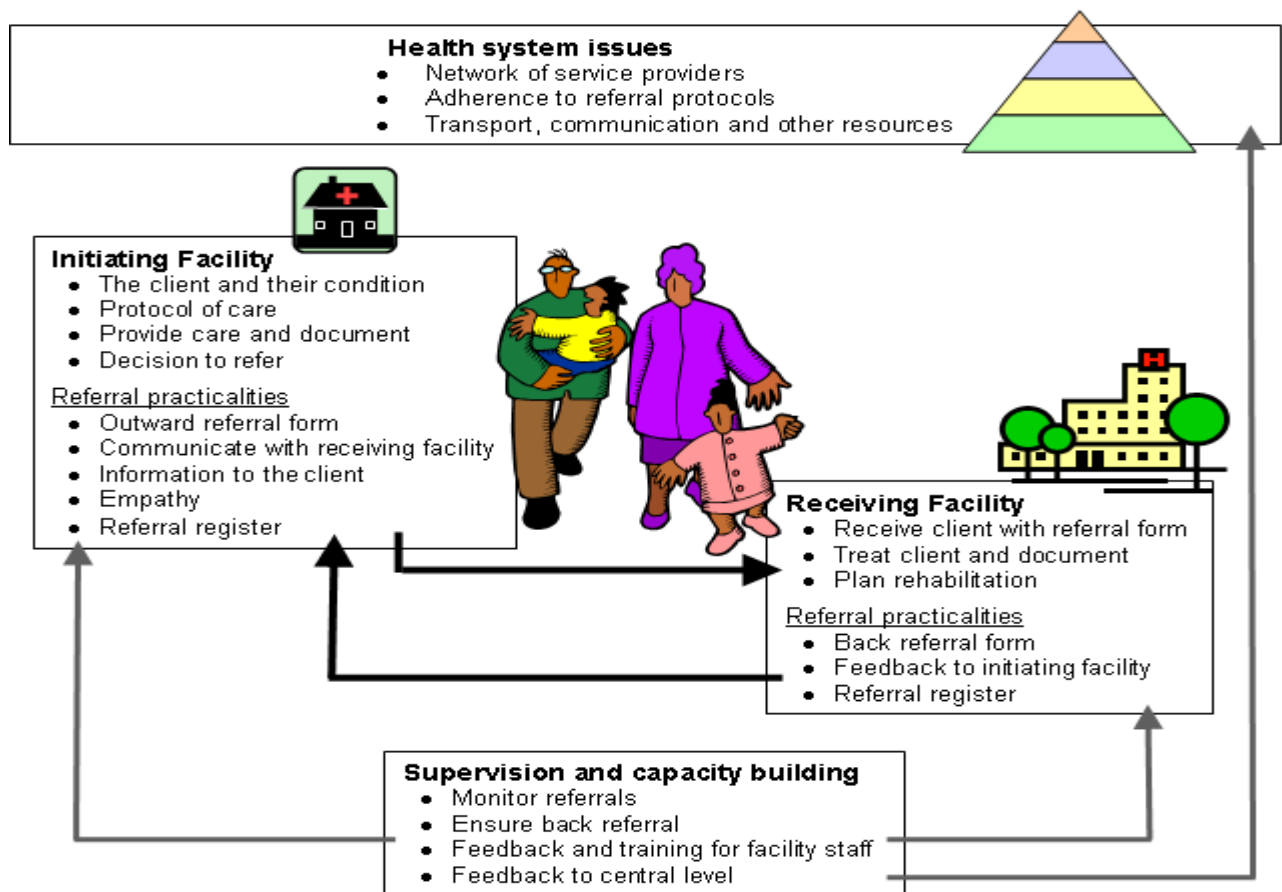 Health system issues
● Network of service providers
● Adherence to referral protocols
● Transport, communication and other resources
Initiating Facility
● The client and their condition
● Protocol of care
● Provide care and document
● Decision to refer
Referral practicalities
● Outward referral form
● Communicate with receiving facility
● Information to the client
● Empathy
● Referral register
H
Receiving Facility
● Receive client with referral form
● Treat client and document
● Plan rehabilitation
Referral practicalities
● Back referral form
● Feedback to initiating facility
● Referral register
Supervision and capacity building
● Monitor referrals
● Ensure back referral
● Feedback and training for facility staff
● Feedback to central level